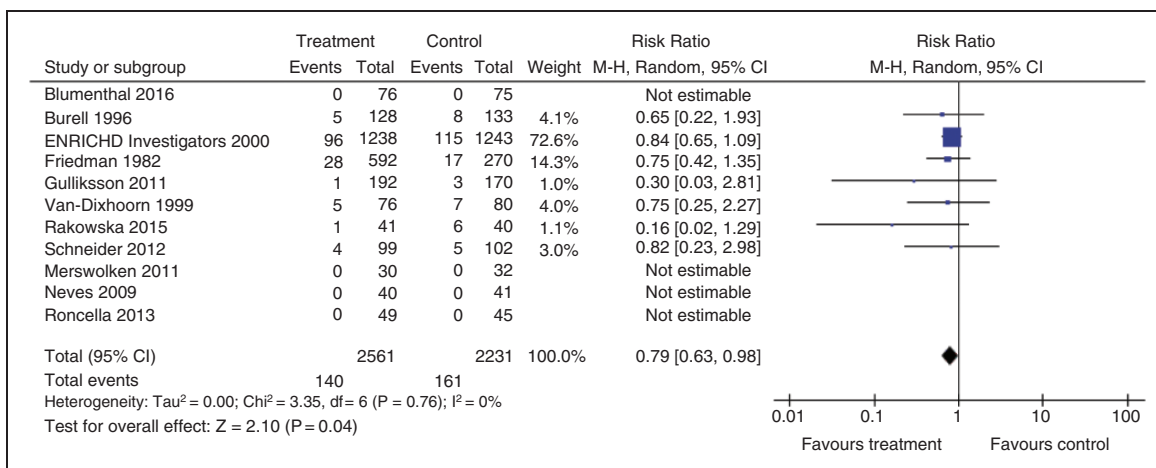 Treatment Control Risk Ratio Risk Ratio
Study or subgroup Events Total Events Total Weight M-H, Random, 95% CI M-H, Random, 95% CI
Blumenthal 2016 0 76 0 75 Not estimable
Burell 1996 5 128 8 133 4.1% 0.65 [0.22, 1.93]
ENRICHD Investigators 2000 96 1238 115 1243 72.6% 0.84 [0.65, 1.09]
Friedman 1982 28 592 17 270 14.3% 0.75 [0.42, 1.35]
Gulliksson 2011 1 192 3 170 1.0% 0.30 [0.03, 2.81]
Van-Dixhoorn 1999 5 76 7 80 4.0% 0.75 [0.25, 2.27]
Rakowska 2015 1 41 6 40 1.1% 0.16 [0.02, 1.29]
Schneider 2012 4 99 5 102 3.0% 0.82 [0.23, 2.98]
Merswolken 2011 0 30 0 32 Not estimable
Neves 2009 0 40 0 41 Not estimable
Roncella 2013 0 49 0 45 Not estimable
Total (95% CI) 2561 2231 100.0% 0.79 [0.63, 0.98]
Total events 140 161
Heterogeneity: Tau² = 0.00; Chi² = 3.35, df= 6 (P = 0.76); I² = 0%
Test for overall effect: Z = 2.10 (P = 0.04)
0.01 0.1 1 10 100
Favours treatment Favours control